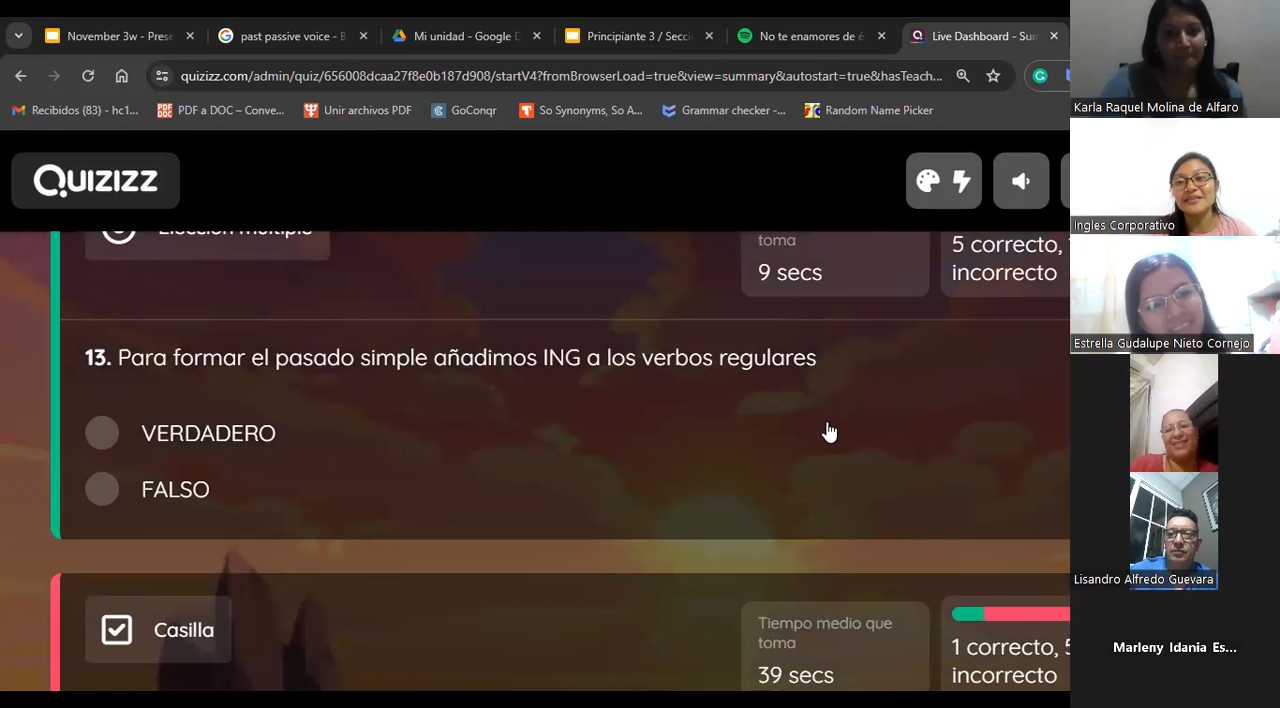 November 3w - Prese
past passive voice - B
Mi unidad - Google D
Principiante 3 / Secci
No te enamores de é
Live Dashboard - Sum
quizizz.com/admin/quiz/656008dcaa27f8e0b187d908/startV4?fromBrowserLoad=true&view=summary&autostart=true&hasTeach...
Recibidos (83) - hc1...
PDF a DOC – Conve...
Unir archivos PDF
GoConqr
So Synonyms, So A...
Grammar checker -...
Random Name Picker
QUIZIZZ
Elección múltiple
toma
9 secs
5 correcto,
incorrecto
13. Para formar el pasado simple añadimos ING a los verbos regulares
VERDADERO
FALSO
Casilla
Tiempo medio que
toma
39 secs
1 correcto, 5
incorrecto
Karla Raquel Molina de Alfaro
Ingles Corporativo
Estrella Gudalupe Nieto Cornejo
Lisandro Alfredo Guevara
Marleny Idania Es...